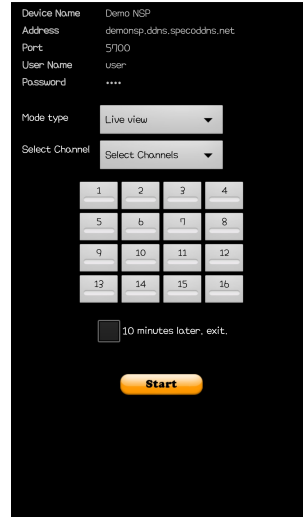 Device Name Demo NSP
Address demonsp.ddns.specoddns.net
Port 5700
User Name user
Password ••••
Mode type Live view
Select Channel Select Channels
1 2 3 4
5 6 7 8
9 10 11 12
13 14 15 16
10 minutes later, exit.
Start